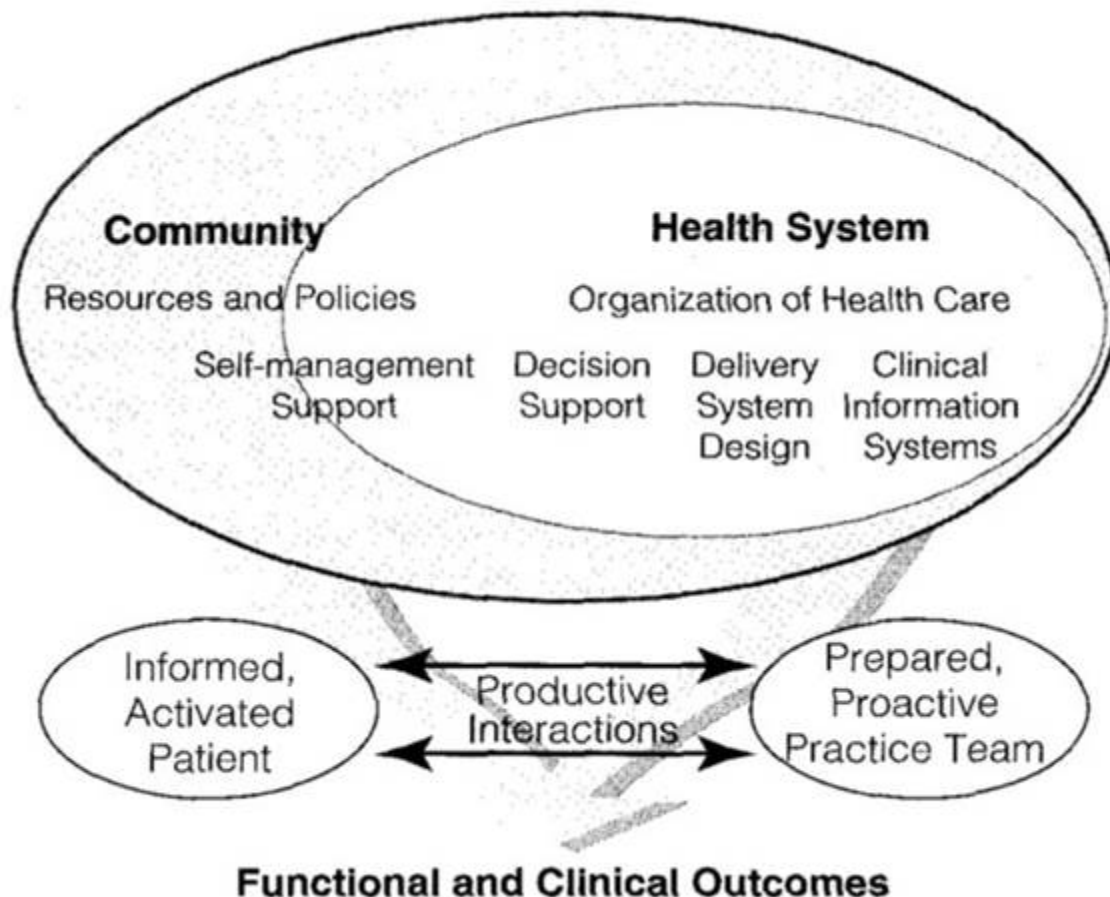 Community
Health System
Resources and Policies
Organization of Health Care
Self-management
Support
Decision
Support
Delivery
System
Design
Clinical
Information
Systems
Informed,
Activated
Patient
Productive
Interactions
Prepared,
Proactive
Practice Team
Functional and Clinical Outcomes